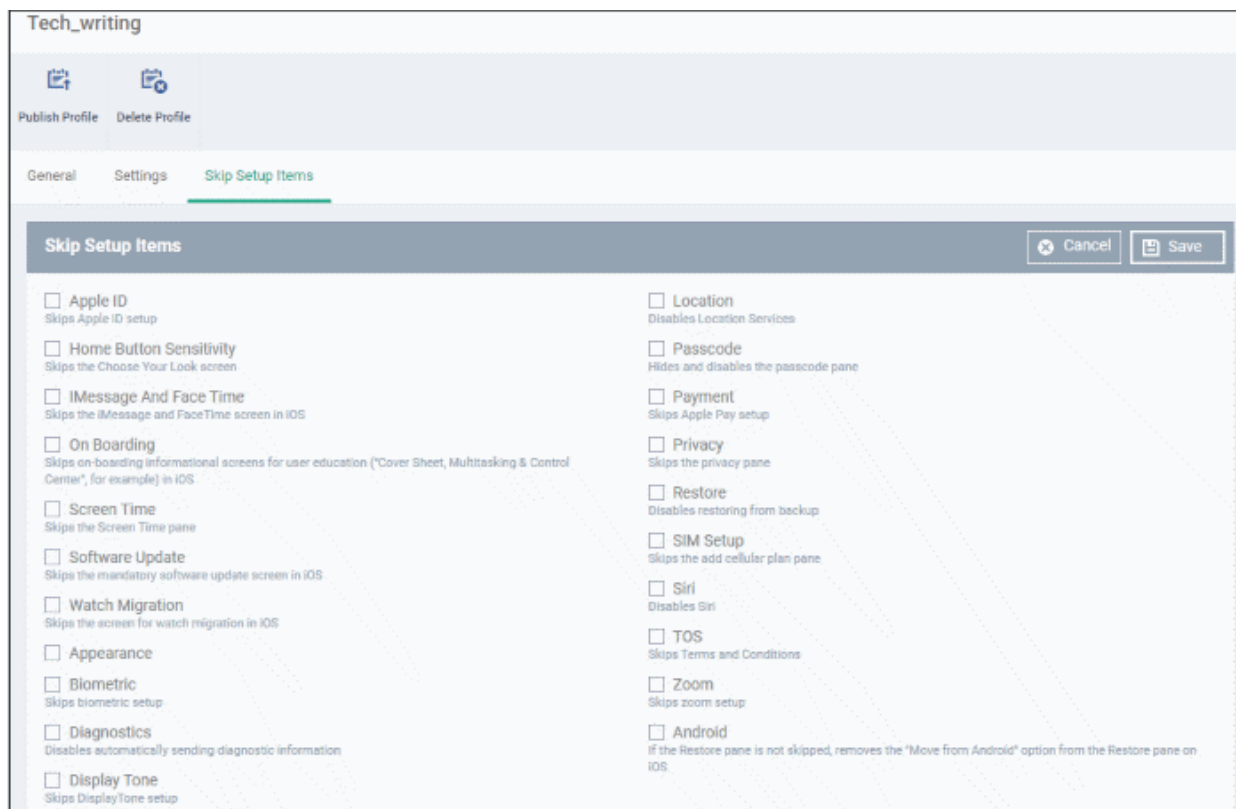 Tech_writing
Publish Profile Delete Profile
General Settings Skip Setup Items
Skip Setup Items Cancel Save
Apple ID
Skips Apple ID setup
Home Button Sensitivity
Skips the Choose Your Look screen
IMessage And Face Time
Skips the iMessage and FaceTime screen in iOS
On Boarding
Skips on-boarding informational screens for user education ("Cover Sheet, Multitasking & Control
Center", for example) in iOS
Screen Time
Skips the Screen Time pane
Software Update
Skips the mandatory software update screen in iOS
Watch Migration
Skips the screen for watch migration in iOS
Appearance
Biometric
Skips biometric setup
Diagnostics
Disables automatically sending diagnostic information
Display Tone
Skips DisplayTone setup
Location
Disables Location Services
Passcode
Hides and disables the passcode pane
Payment
Skips Apple Pay setup
Privacy
Skips the privacy pane
Restore
Disables restoring from backup
SIM Setup
Skips the add cellular plan pane
Siri
Disables Siri
TOS
Skips Terms and Conditions
Zoom
Skips zoom setup
Android
If the Restore pane is not skipped, removes the "Move from Android" option from the Restore pane on
iOS